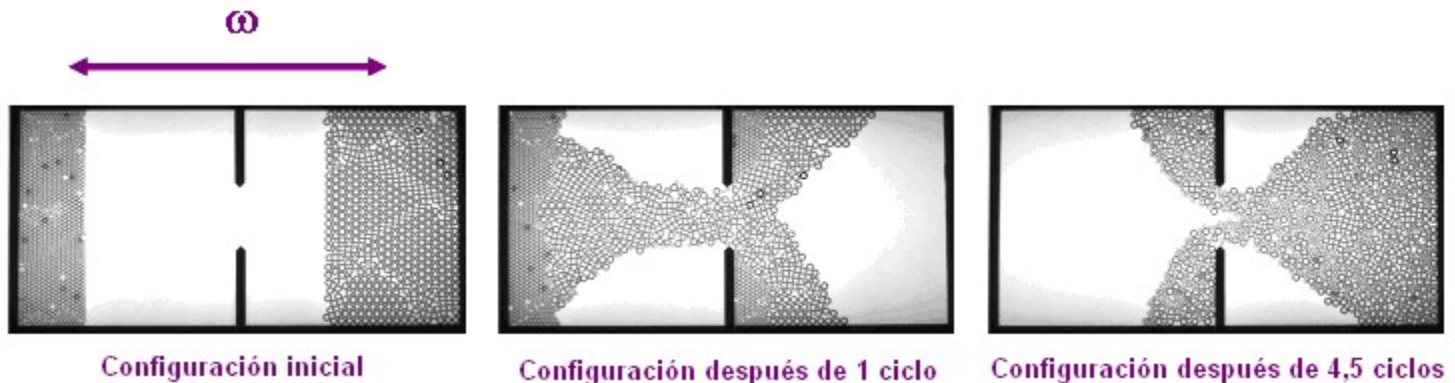 ω
Configuración inicial
Configuración después de 1 ciclo
Configuración después de 4,5 ciclos